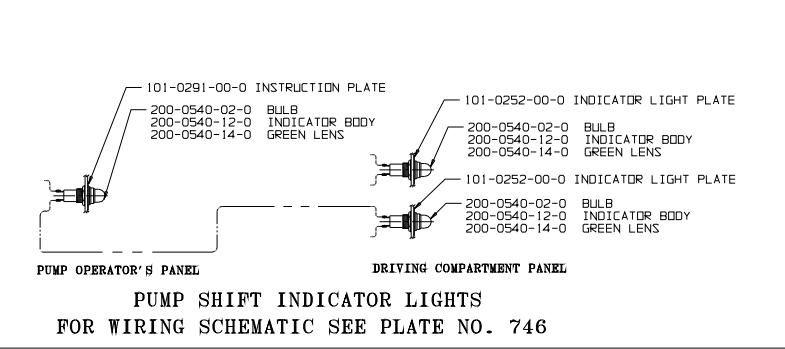 101-0291-00-0 INSTRUCTION PLATE
200-0540-02-0 BULB
200-0540-12-0 INDICATOR BODY
200-0540-14-0 GREEN LENS
101-0252-00-0 INDICATOR LIGHT PLATE
200-0540-02-0 BULB
200-0540-12-0 INDICATOR BODY
200-0540-14-0 GREEN LENS
101-0252-00-0 INDICATOR LIGHT PLATE
200-0540-02-0 BULB
200-0540-12-0 INDICATOR BODY
200-0540-14-0 GREEN LENS
PUMP OPERATOR'S PANEL
DRIVING COMPARTMENT PANEL
PUMP SHIFT INDICATOR LIGHTS
FOR WIRING SCHEMATIC SEE PLATE NO. 746